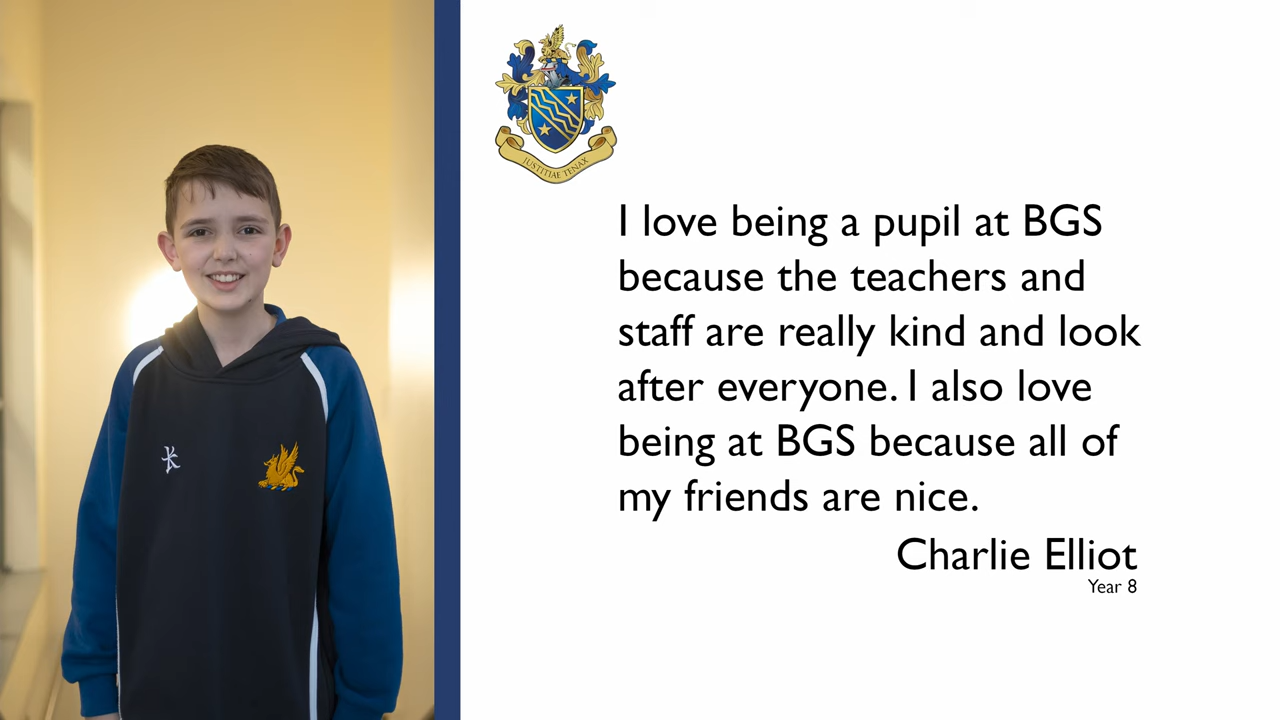 JUSTITIAE TENAX
I love being a pupil at BGS
because the teachers and
staff are really kind and look
after everyone. I also love
being at BGS because all of
my friends are nice.
Charlie Elliot
Year 8